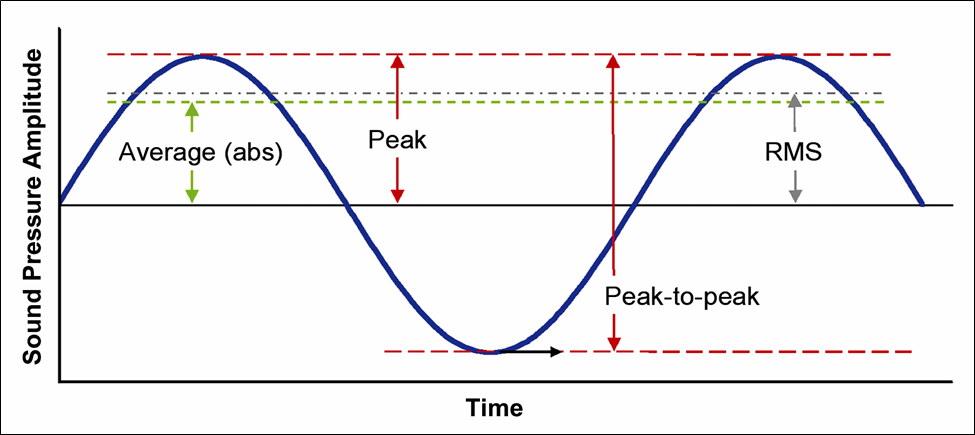 Sound Pressure Amplitude
Average (abs)
Peak
RMS
Peak-to-peak
Time